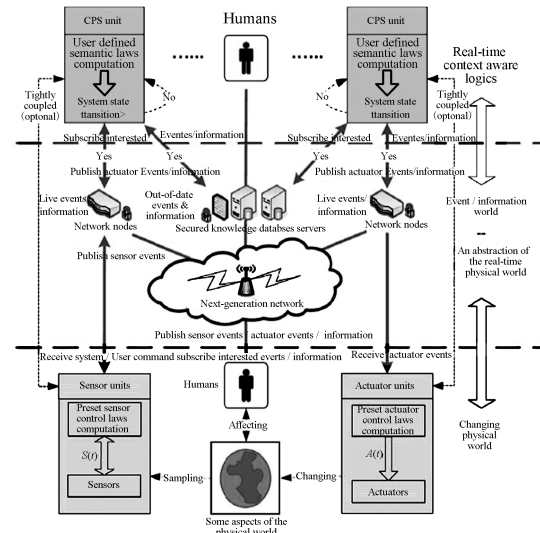 CPS unit
User defined
semantic laws
computation
System state
ttansition>
No
Tightly
coupled
(optonal)
Humans
CPS unit
User defined
semantic laws
computation
System state
ttansition
No
Real-time
context aware
logics
Tightly
coupled
(optional)
Subscribe interested
Eventes/information
Subscribe interested
Events/information
Yes
Yes
Yes
Yes
Publish actuator Events/information
Publish actuator Events/information
Live events/
information
Network nodes
Out-of-date
events &
information
Secured knowledge databses servers
Live events/
information
Network nodes
Event / information
world
Publish sensor events
An abstraction of
the real-time
physical world
Next-generation network
Publish sensor events / actuator events / information
Receive system / User command subscribe interested everts / information
Receive actuator events
Sensor units
Preset sensor
control laws
computation
S(t)
Sensors
Humans
Affecting
Sampling
Changing
Some aspects of the
physical world
Actuator units
Preset actuator
control laws
computation
A(t)
Actuators
Changing
physical
world